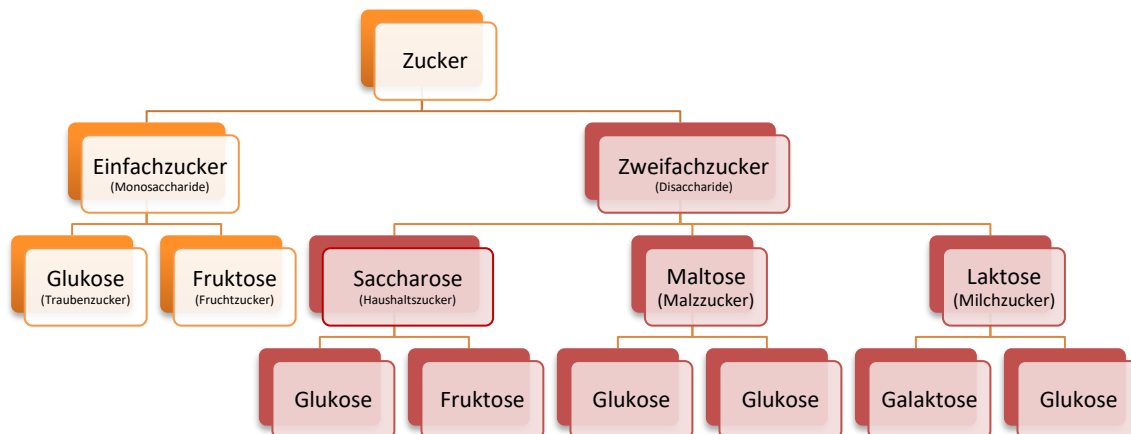 Zucker
Einfachzucker
(Monosaccharide)
Zweifachzucker
(Disaccharide)
Glukose
(Traubenzucker)
Fruktose
(Fruchtzucker)
Saccharose
(Haushaltszucker)
Maltose
(Malzzucker)
Laktose
(Milchzucker)
Glukose
Fruktose
Glukose
Glukose
Galaktose
Glukose